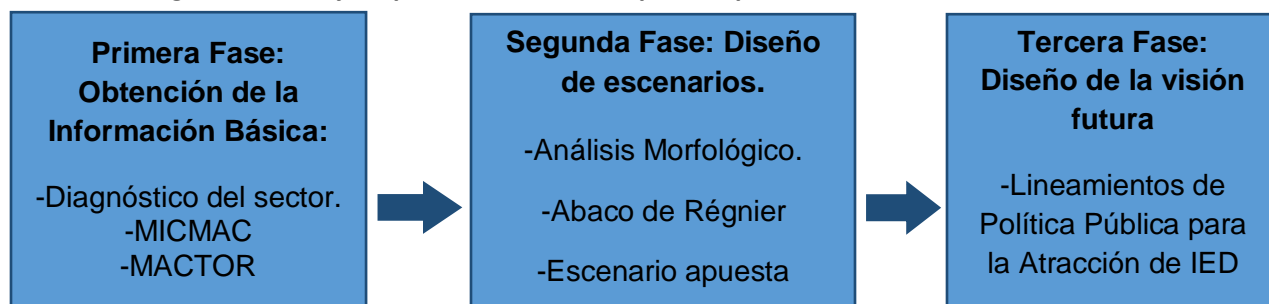 Primera Fase:
Obtención de la
Información Básica:
-Diagnóstico del sector.
-MICMAC
-MACTOR
Segunda Fase: Diseño
de escenarios.
-Análisis Morfológico.
-Abaco de Régnier
-Escenario apuesta
Tercera Fase:
Diseño de la visión
futura
-Lineamientos de
Política Pública para
la Atracción de IED